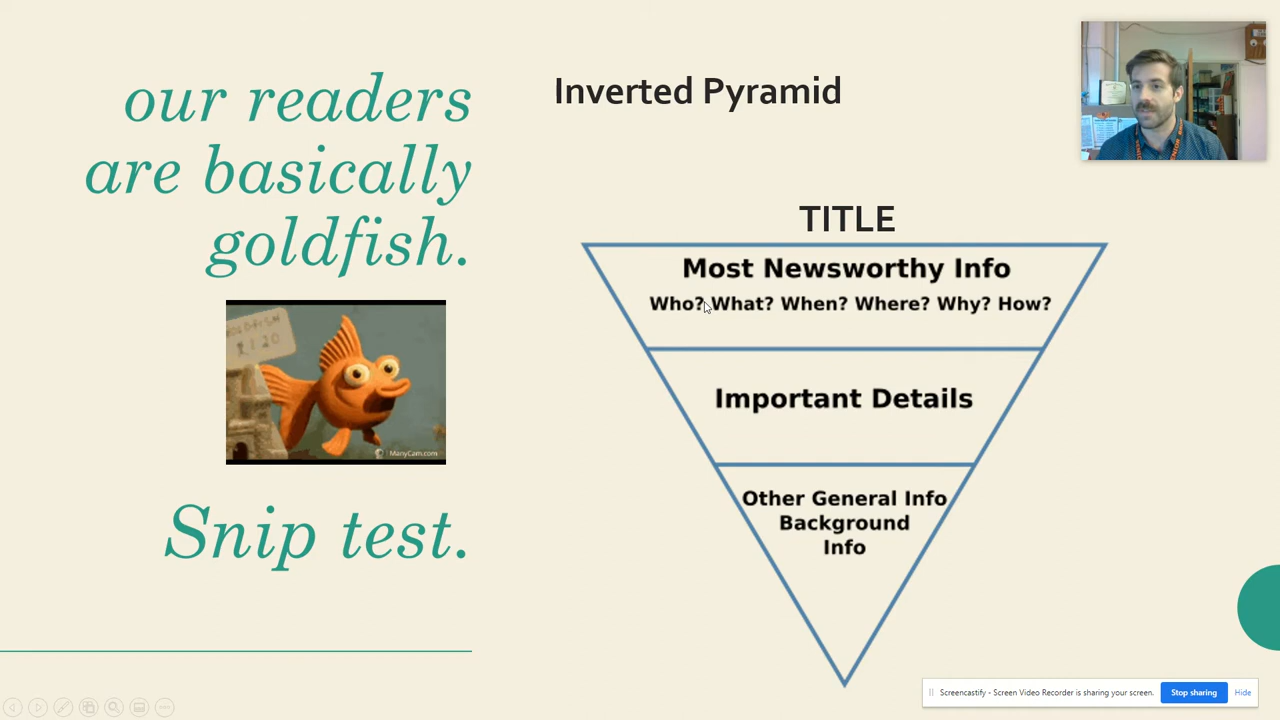 our readers
are basically
goldfish.
ManyCam.com
Snip test.
Inverted Pyramid
TITLE
Most Newsworthy Info
Who? What? When? Where? Why? How?
Important Details
Other General Info
Background
Info
Screencastify - Screen Video Recorder is sharing your screen.
Stop sharing
Hide